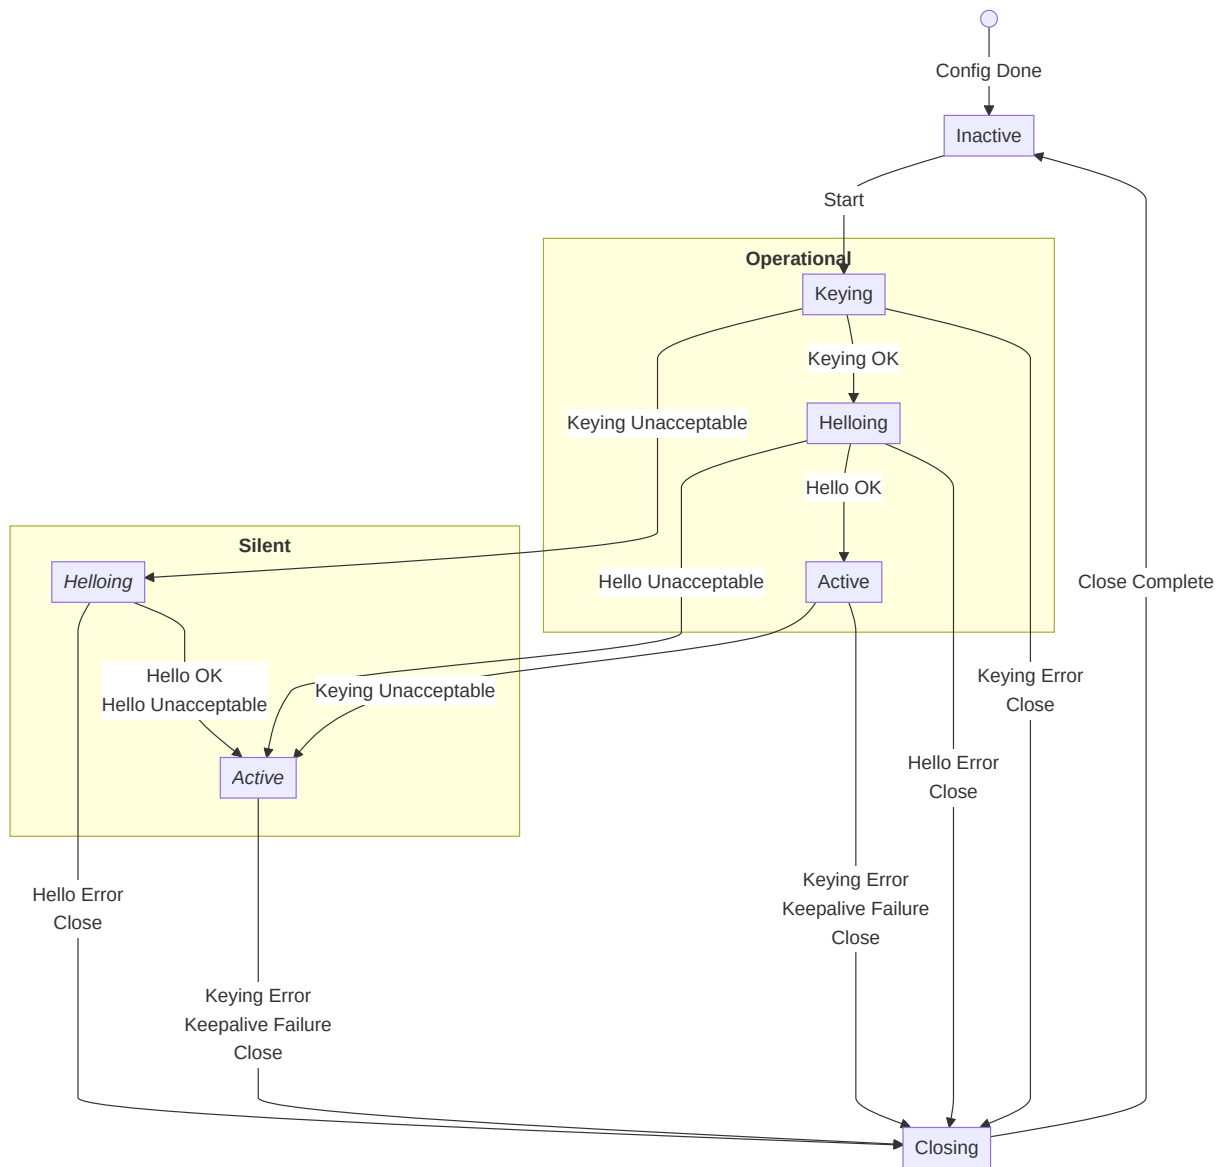 Config Done
Inactive
Start
Operational
Keying
Keying OK
Keying Unacceptable
Helloing
Hello OK
Silent
Helloing
Hello Unacceptable
Active
Close Complete
Hello OK
Hello Unacceptable
Keying Unacceptable
Keying Error
Close
Active
Hello Error
Close
Hello Error
Close
Keying Error
Keepalive Failure
Close
Keying Error
Keepalive Failure
Close
Closing